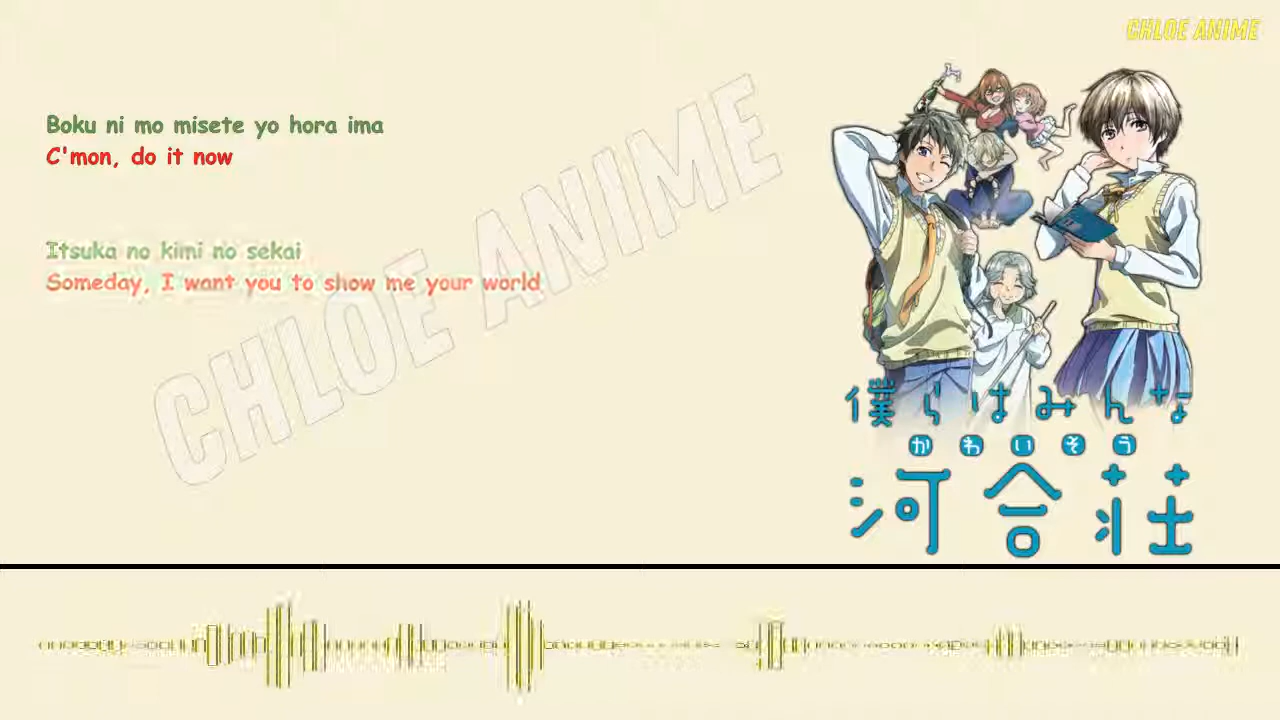 CHLOE ANIME
Boku ni mo misete yo hora ima
C'mon, do it now
Itsuka no kimi no sekai
Someday, I want you to show me your world
CHLOE ANIME
僕らはみんな
かわいそう
河合荘